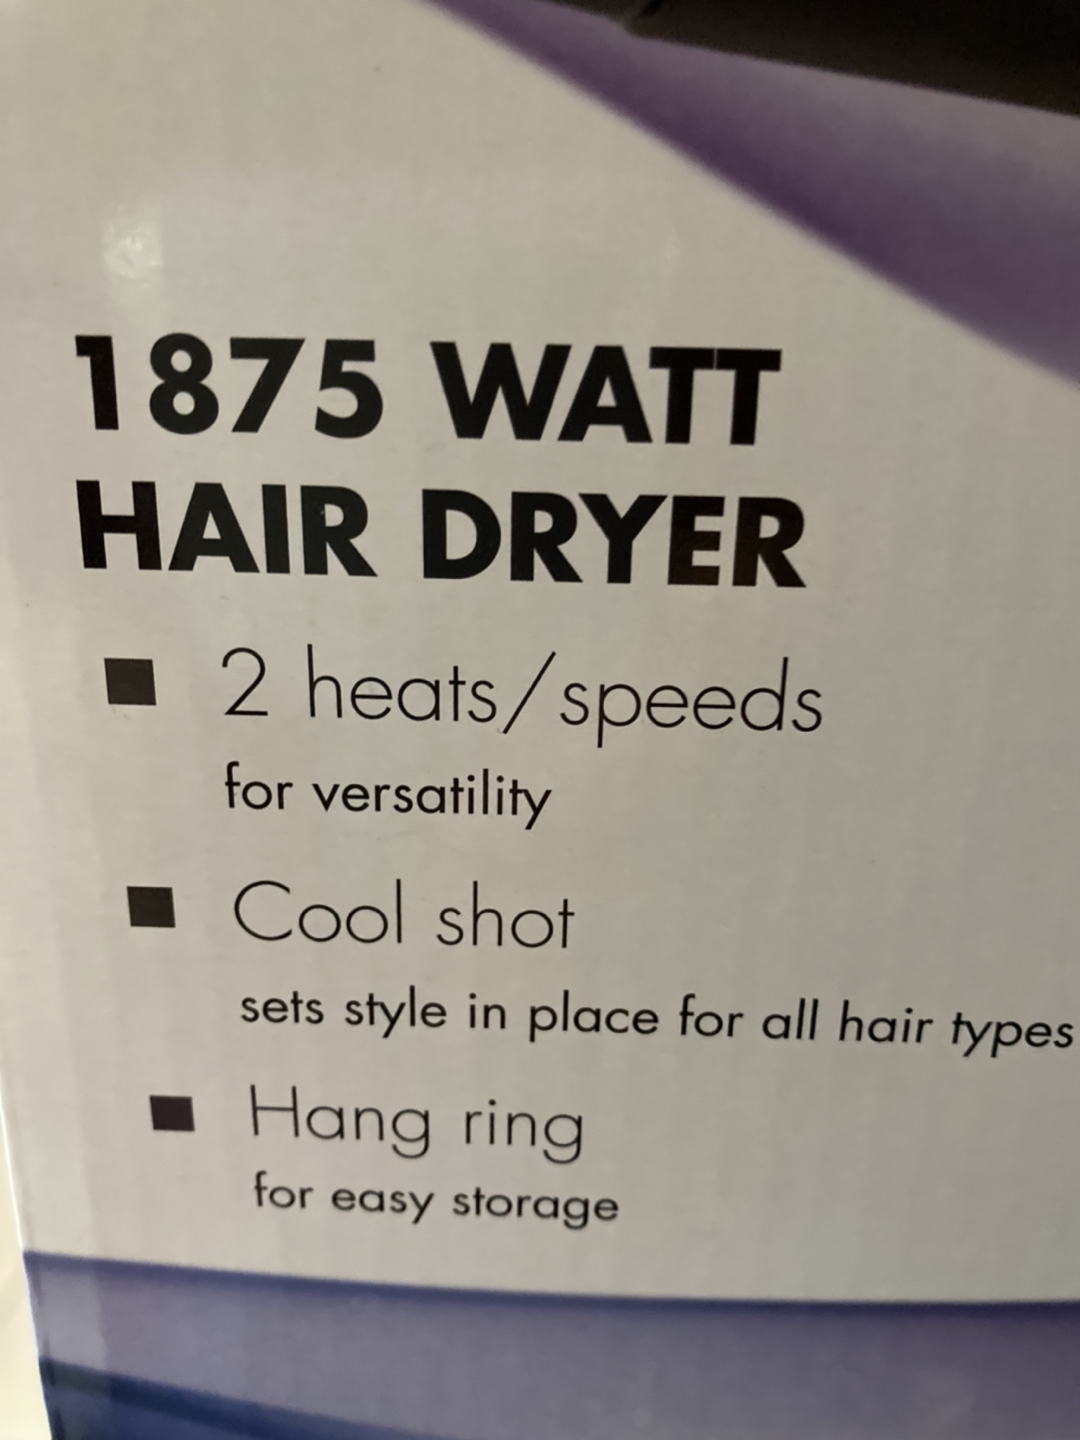 1875 WATT
HAIR DRYER
■ 2 heats/speeds
for versatility
■ Cool shot
sets style in place for all hair types
■ Hang ring
for easy storage